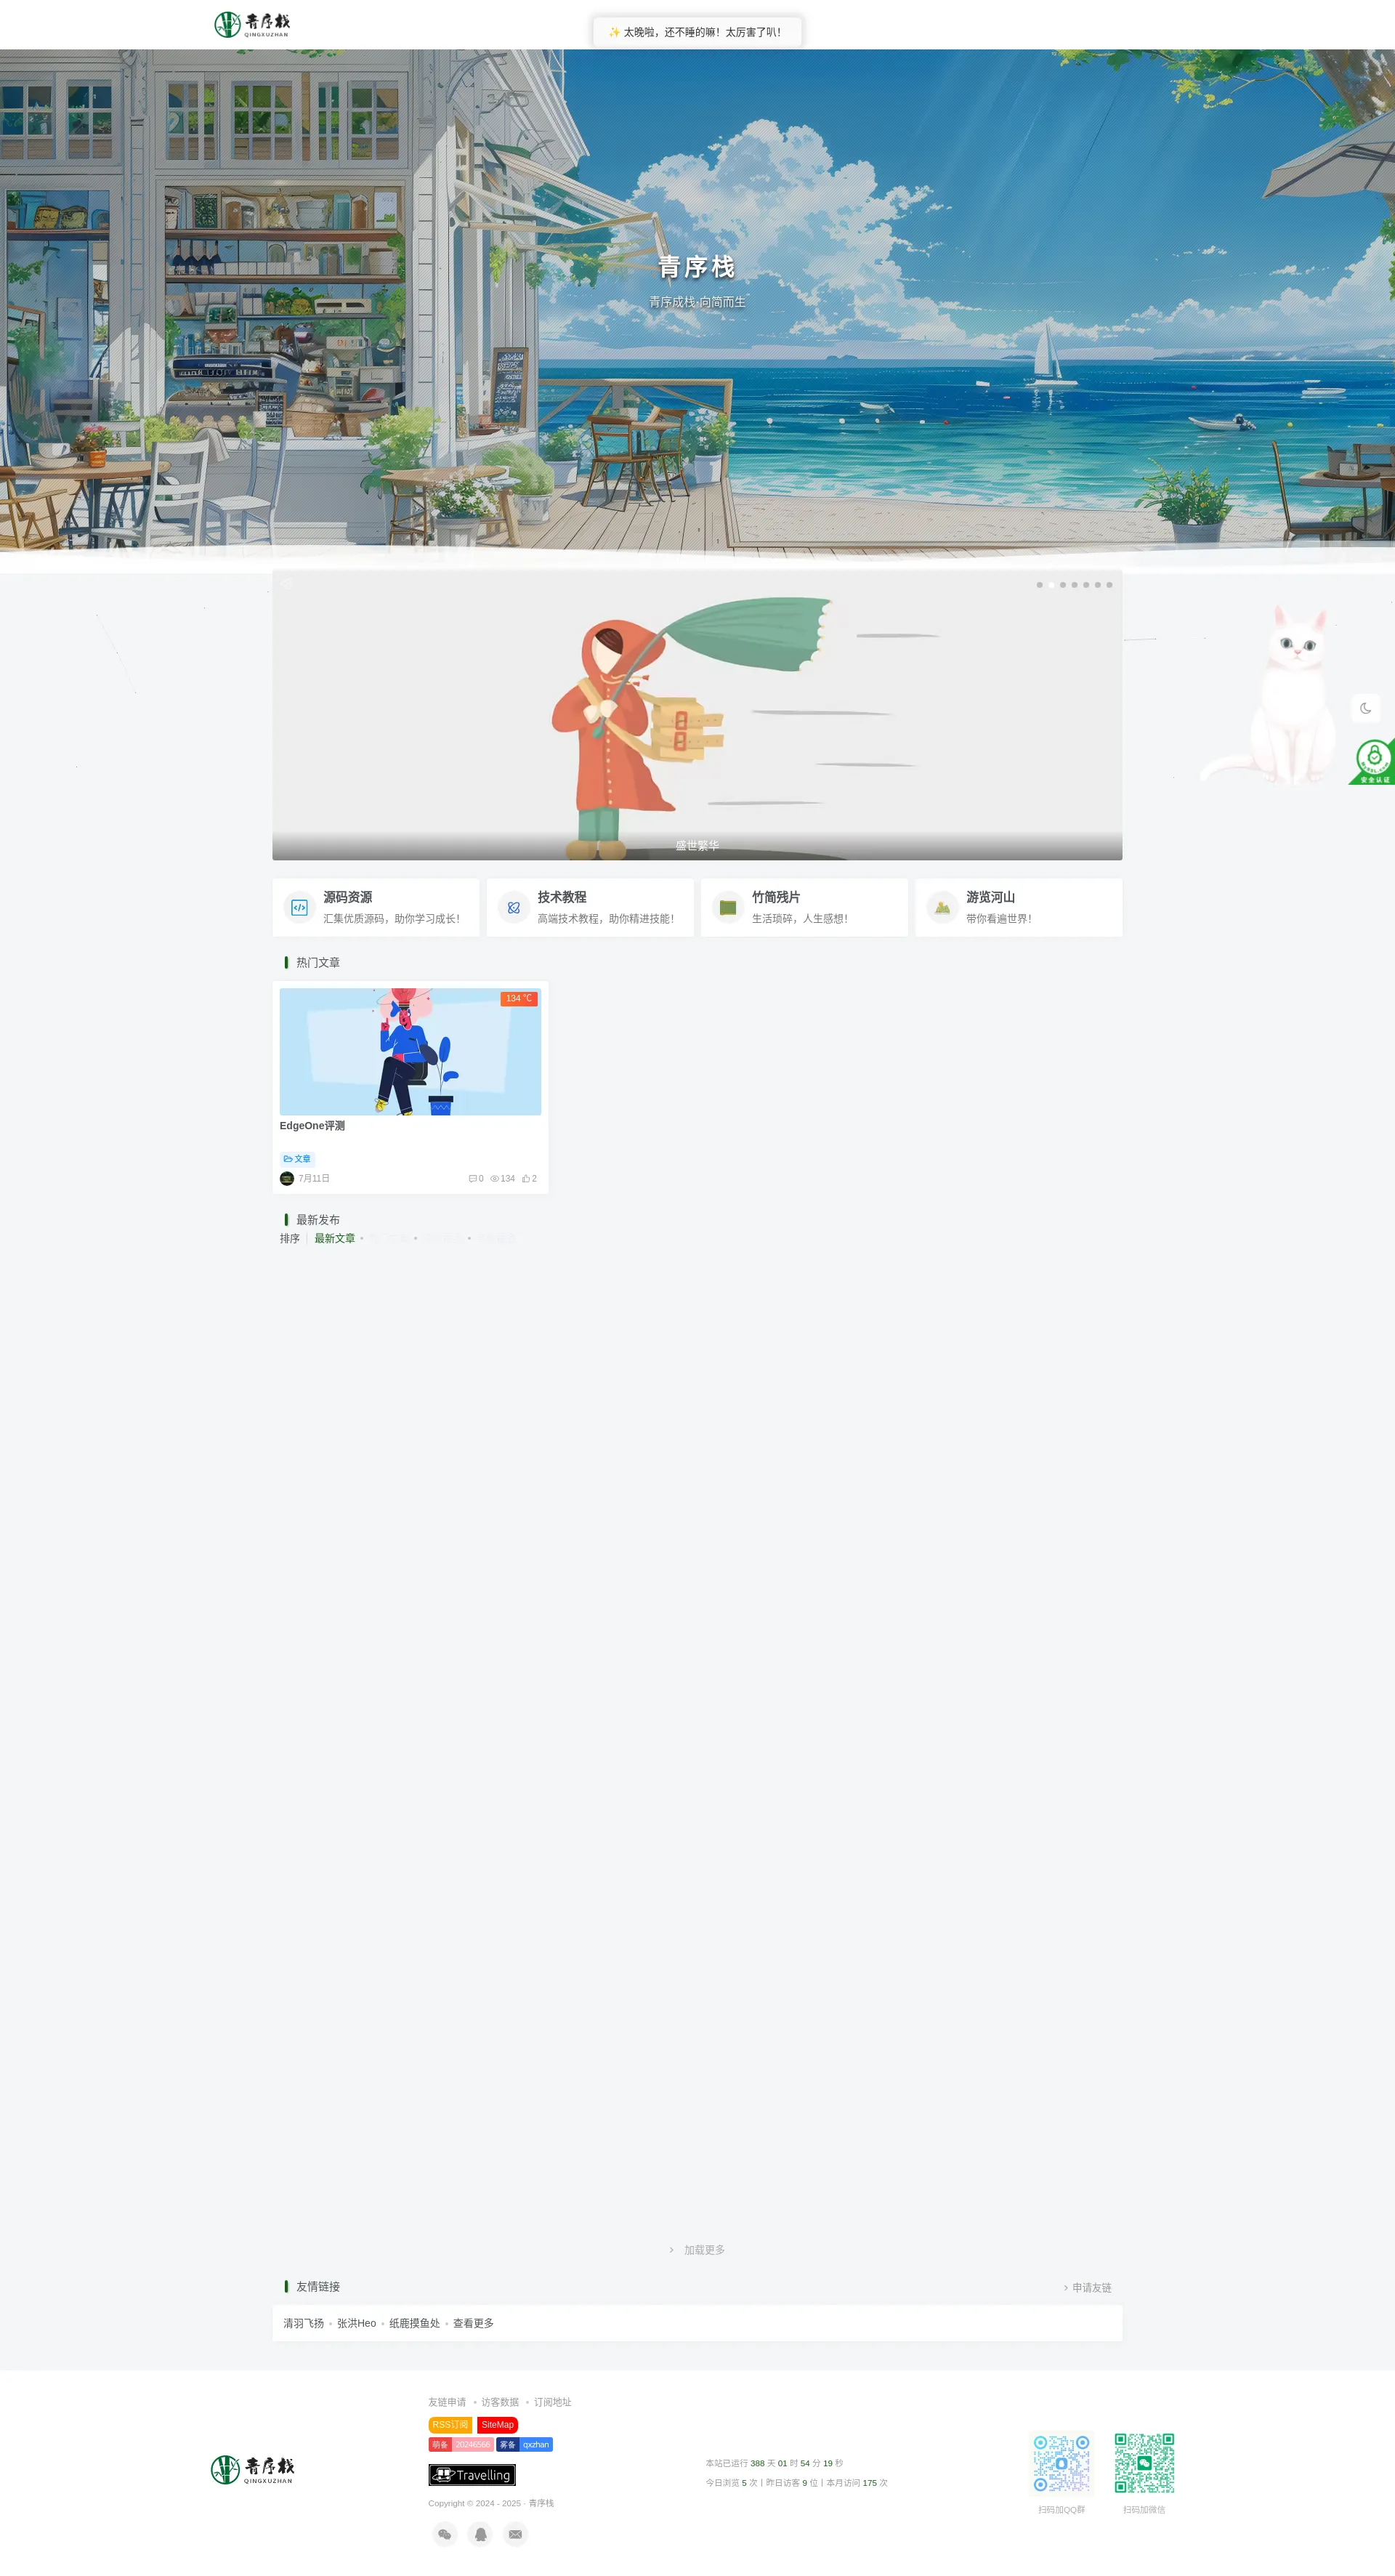 青序栈
QINGXUZHAN
✨ 太晚啦，还不睡的嘛！太厉害了叭！
青序栈
青序成栈·向简而生
盛世繁华
源码资源
汇集优质源码，助你学习成长！
技术教程
高端技术教程，助你精进技能！
竹简残片
生活琐碎，人生感想！
游览河山
带你看遍世界！
安全认证
热门文章
134 ℃
EdgeOne评测
文章
7月11日
0
134
2
最新发布
排序
最新文章
加载更多
友情链接
申请友链
清羽飞扬
张洪Heo
纸鹿摸鱼处
查看更多
友链申请
访客数据
订阅地址
RSS订阅
SiteMap
萌备 20246566
雾备 qxzhan
Travelling
Copyright © 2024 - 2025 · 青序栈
青序栈
QINGXUZHAN
本站已运行 388 天 01 时 54 分 19 秒
今日浏览 5 次丨昨日访客 9 位丨本月访问 175 次
扫码加QQ群
扫码加微信